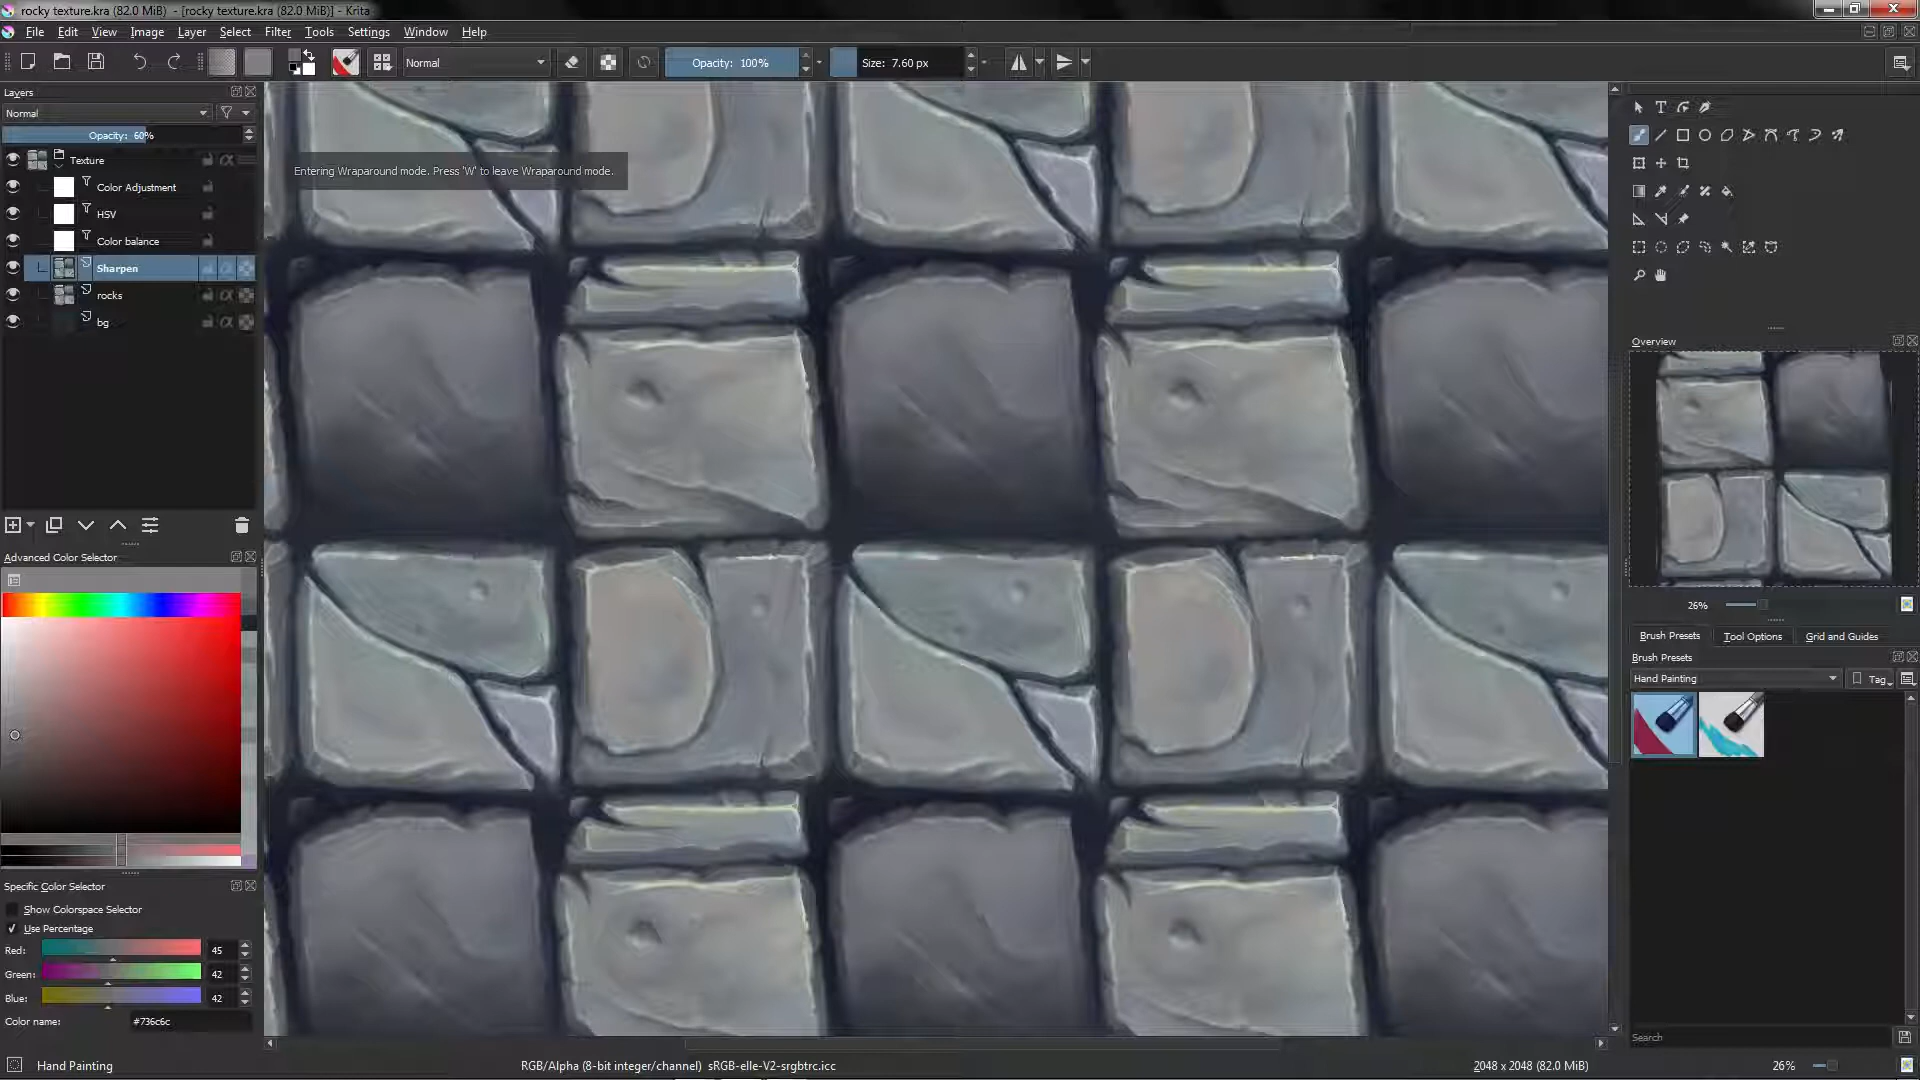 rocky texture.kra (82.0 MiB) - [rocky texture.kra (82.0 MiB)] - Krita
File Edit View Image Layer Select Filter Tools Settings Window Help
Normal
Opacity: 100%
Size: 7.60 px
Layers
Normal
Opacity: 60%
Texture
Color Adjustment
HSV
Color balance
Sharpen
rocks
bg
Entering Wraparound mode. Press 'W' to leave Wraparound mode.
Advanced Color Selector
Specific Color Selector
Show Colorspace Selector
Use Percentage
Red: 45
Green: 42
Blue: 42
Color name: #736c6c
Overview
26%
Brush Presets Tool Options Grid and Guides
Brush Presets
Hand Painting Tag
Search
Hand Painting
RGB/Alpha (8-bit integer/channel) sRGB-elle-V2-srgbtrc.icc
2048 x 2048 (82.0 MiB)
26%